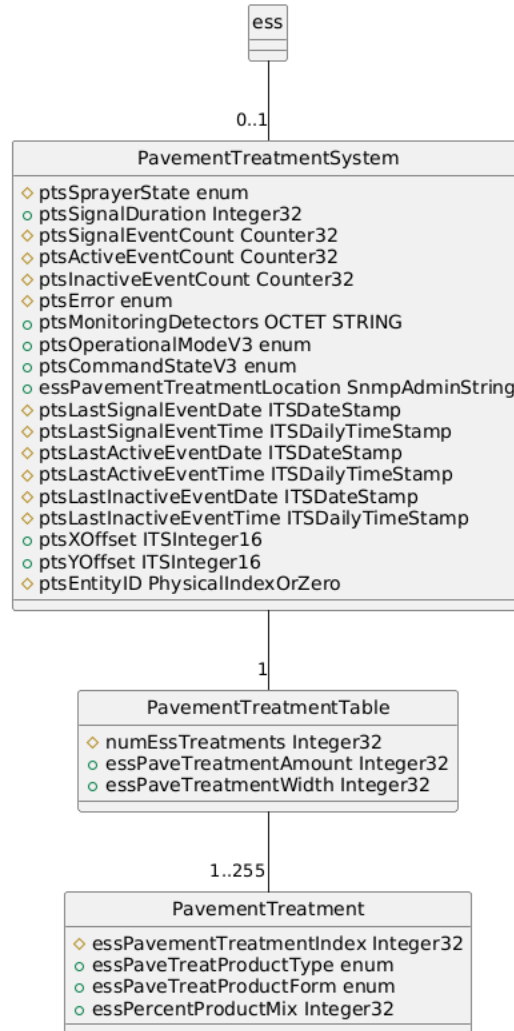 ess
0..1
PavementTreatmentSystem
ptsSprayerState enum
ptsSignalDuration Integer32
ptsSignalEventCount Counter32
ptsActiveEventCount Counter32
ptsInactiveEventCount Counter32
ptsError enum
ptsMonitoringDetectors OCTET STRING
ptsOperationalModeV3 enum
ptsCommandStateV3 enum
essPavementTreatmentLocation SnmpAdminString
ptsLastSignalEventDate ITSDateStamp
ptsLastSignalEventTime ITSDailyTimeStamp
ptsLastActiveEventDate ITSDateStamp
ptsLastActiveEventTime ITSDailyTimeStamp
ptsLastInactiveEventDate ITSDateStamp
ptsLastInactiveEventTime ITSDailyTimeStamp
ptsXOffset ITSInteger16
ptsYOffset ITSInteger16
ptsEntityID PhysicalIndexOrZero
1
PavementTreatmentTable
numEssTreatments Integer32
essPaveTreatmentAmount Integer32
essPaveTreatmentWidth Integer32
1..255
PavementTreatment
essPavementTreatmentIndex Integer32
essPaveTreatProductType enum
essPaveTreatProductForm enum
essPercentProductMix Integer32